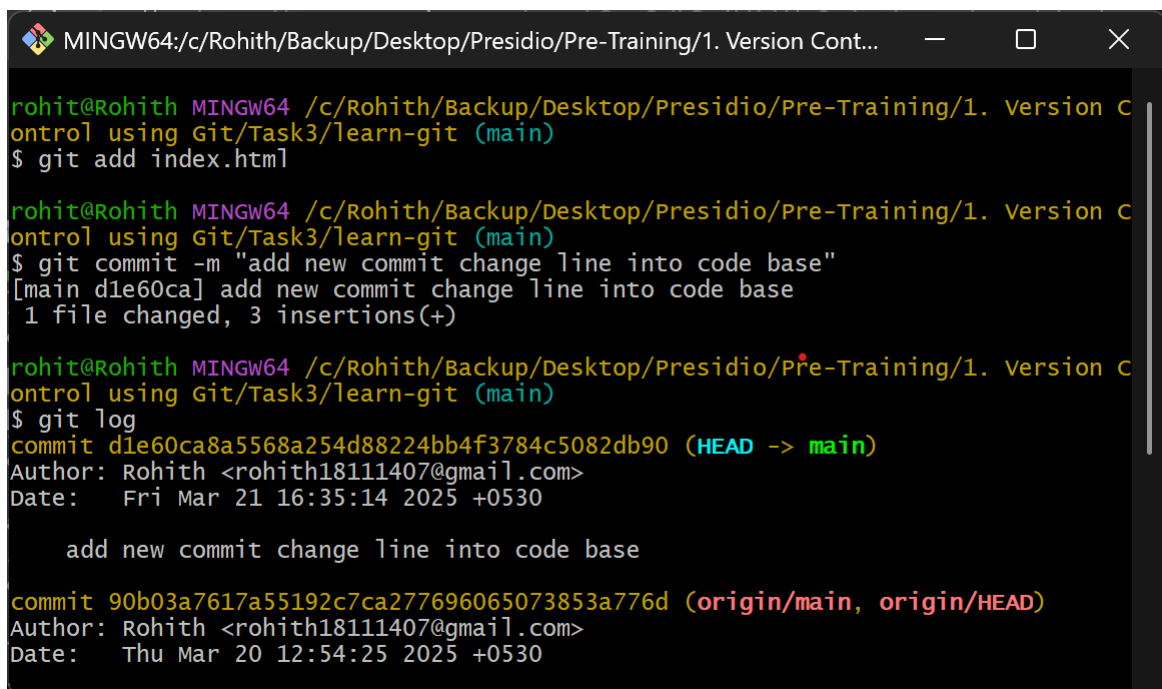 MINGW64:/c/Rohith/Backup/Desktop/Presidio/Pre-Training/1. Version Cont...
rohit@Rohith MINGW64 /c/Rohith/Backup/Desktop/Presidio/Pre-Training/1. Version C
ontrol using Git/Task3/learn-git (main)
$ git add index.html
rohit@Rohith MINGW64 /c/Rohith/Backup/Desktop/Presidio/Pre-Training/1. Version C
ontrol using Git/Task3/learn-git (main)
$ git commit -m "add new commit change line into code base"
[main d1e60ca] add new commit change line into code base
 1 file changed, 3 insertions(+)
rohit@Rohith MINGW64 /c/Rohith/Backup/Desktop/Presidio/Pre-Training/1. Version C
ontrol using Git/Task3/learn-git (main)
$ git log
commit d1e60ca8a5568a254d88224bb4f3784c5082db90 (HEAD -> main)
Author: Rohith <rohith18111407@gmail.com>
Date:   Fri Mar 21 16:35:14 2025 +0530
    add new commit change line into code base
commit 90b03a7617a55192c7ca277696065073853a776d (origin/main, origin/HEAD)
Author: Rohith <rohith18111407@gmail.com>
Date:   Thu Mar 20 12:54:25 2025 +0530